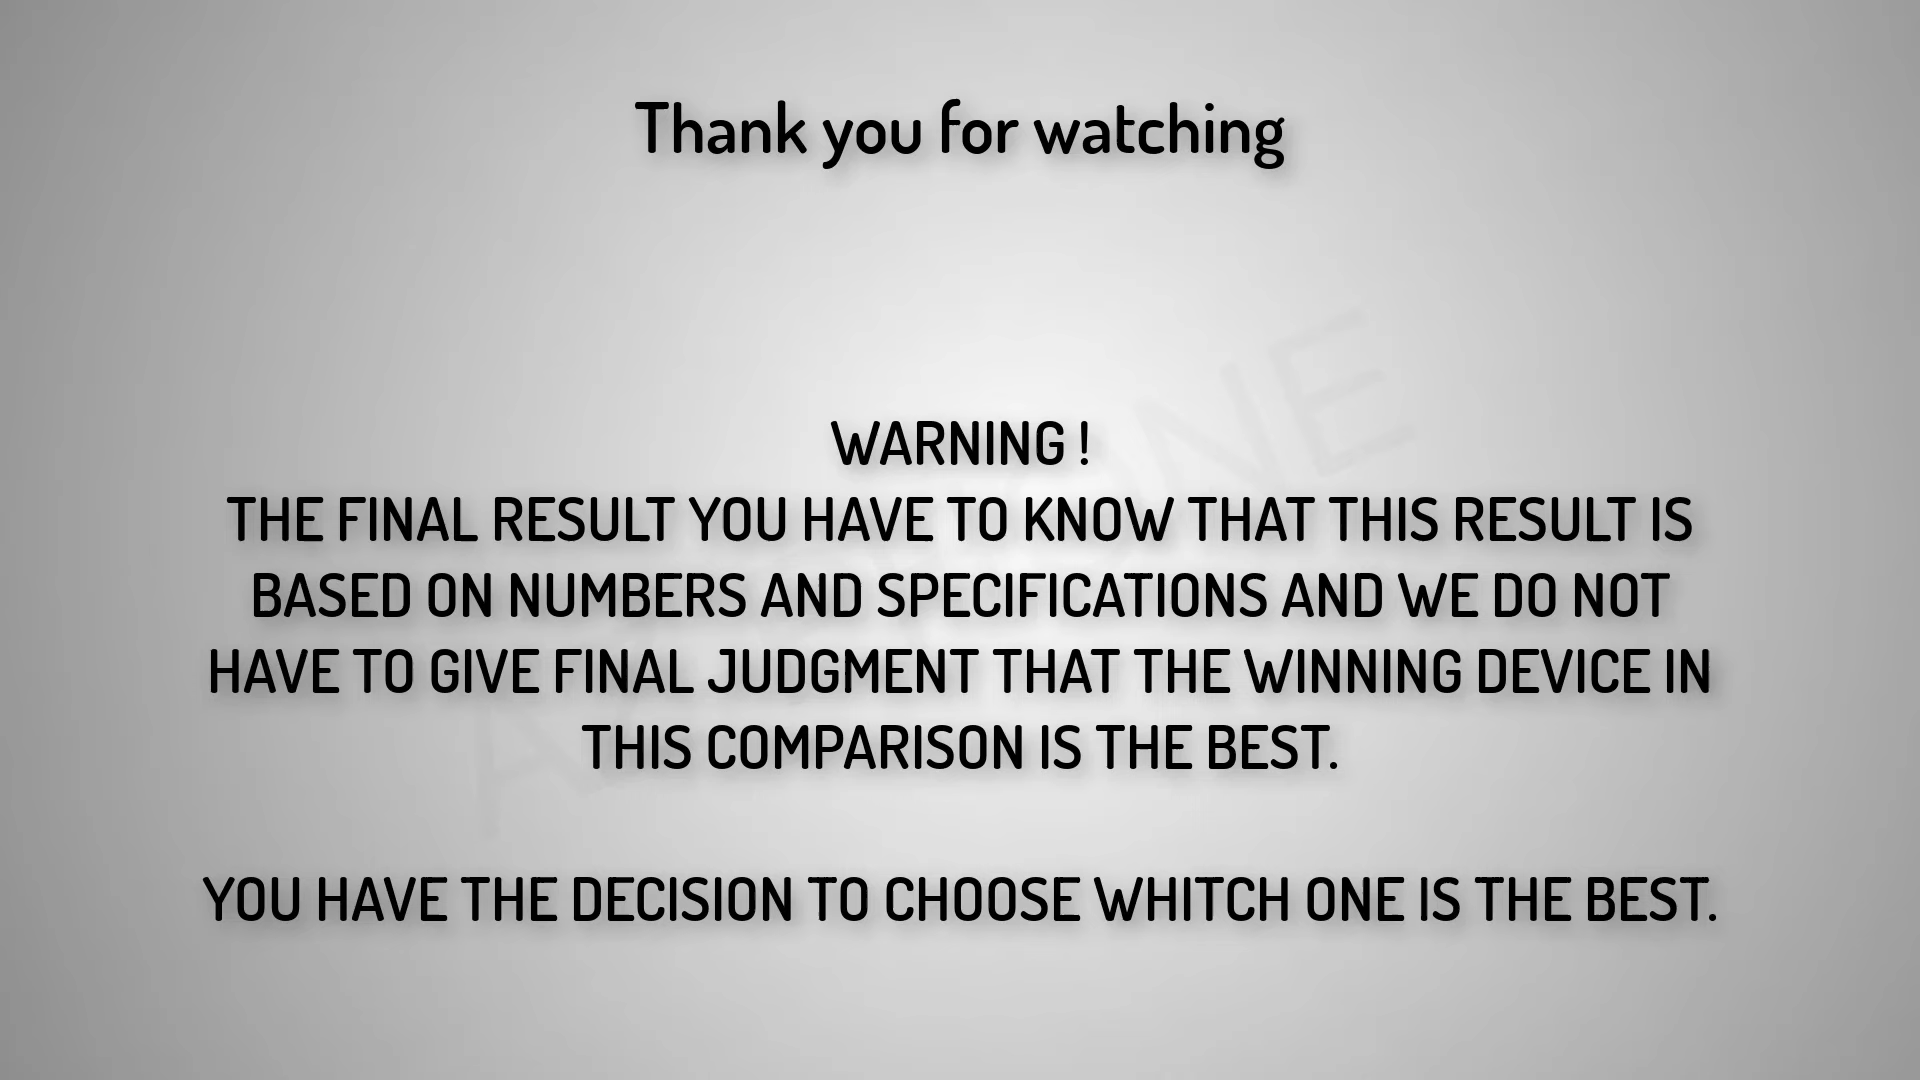 Thank you for watching
WARNING !
THE FINAL RESULT YOU HAVE TO KNOW THAT THIS RESULT IS
BASED ON NUMBERS AND SPECIFICATIONS AND WE DO NOT
HAVE TO GIVE FINAL JUDGMENT THAT THE WINNING DEVICE IN
THIS COMPARISON IS THE BEST.
YOU HAVE THE DECISION TO CHOOSE WHITCH ONE IS THE BEST.